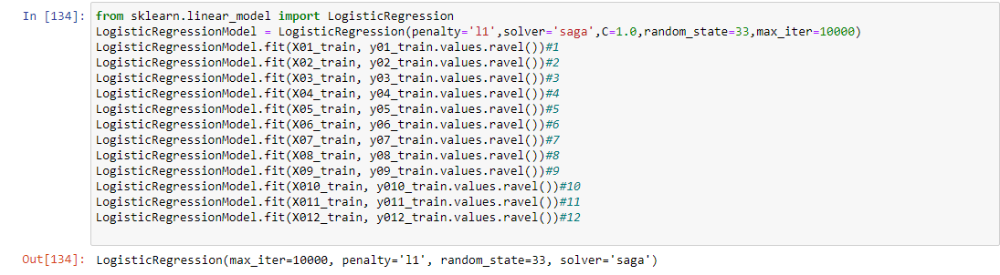 In [134]: from sklearn.linear_model import LogisticRegression
LogisticRegressionModel = LogisticRegression(penalty='l1',solver='saga',C=1.0,random_state=33,max_iter=10000)
LogisticRegressionModel.fit(X01_train, y01_train.values.ravel())#1
LogisticRegressionModel.fit(X02_train, y02_train.values.ravel())#2
LogisticRegressionModel.fit(X03_train, y03_train.values.ravel())#3
LogisticRegressionModel.fit(X04_train, y04_train.values.ravel())#4
LogisticRegressionModel.fit(X05_train, y05_train.values.ravel())#5
LogisticRegressionModel.fit(X06_train, y06_train.values.ravel())#6
LogisticRegressionModel.fit(X07_train, y07_train.values.ravel())#7
LogisticRegressionModel.fit(X08_train, y08_train.values.ravel())#8
LogisticRegressionModel.fit(X09_train, y09_train.values.ravel())#9
LogisticRegressionModel.fit(X010_train, y010_train.values.ravel())#10
LogisticRegressionModel.fit(X011_train, y011_train.values.ravel())#11
LogisticRegressionModel.fit(X012_train, y012_train.values.ravel())#12
Out[134]: LogisticRegression(max_iter=10000, penalty='l1', random_state=33, solver='saga')